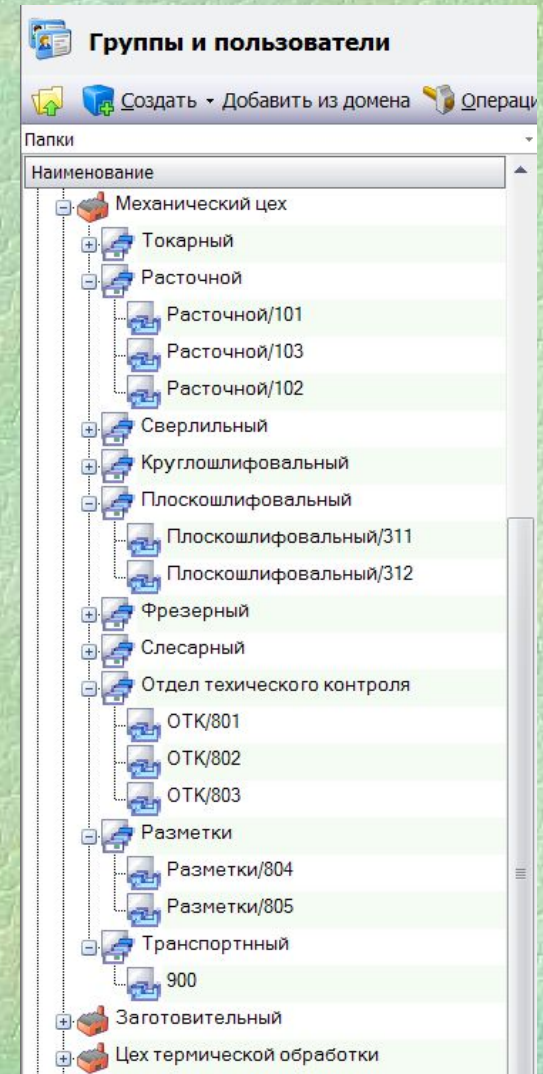 Группы и пользователи
Создать Добавить из домена Операци
Папки
Наименование
Механический цех
Токарный
Расточной
Расточной/101
Расточной/103
Расточной/102
Сверлильный
Круглошлифовальный
Плоскошлифовальный
Плоскошлифовальный/311
Плоскошлифовальный/312
Фрезерный
Слесарный
Отдел техического контроля
ОТК/801
ОТК/802
ОТК/803
Разметки
Разметки/804
Разметки/805
Транспортнный
900
Заготовительный
Цех термической обработки